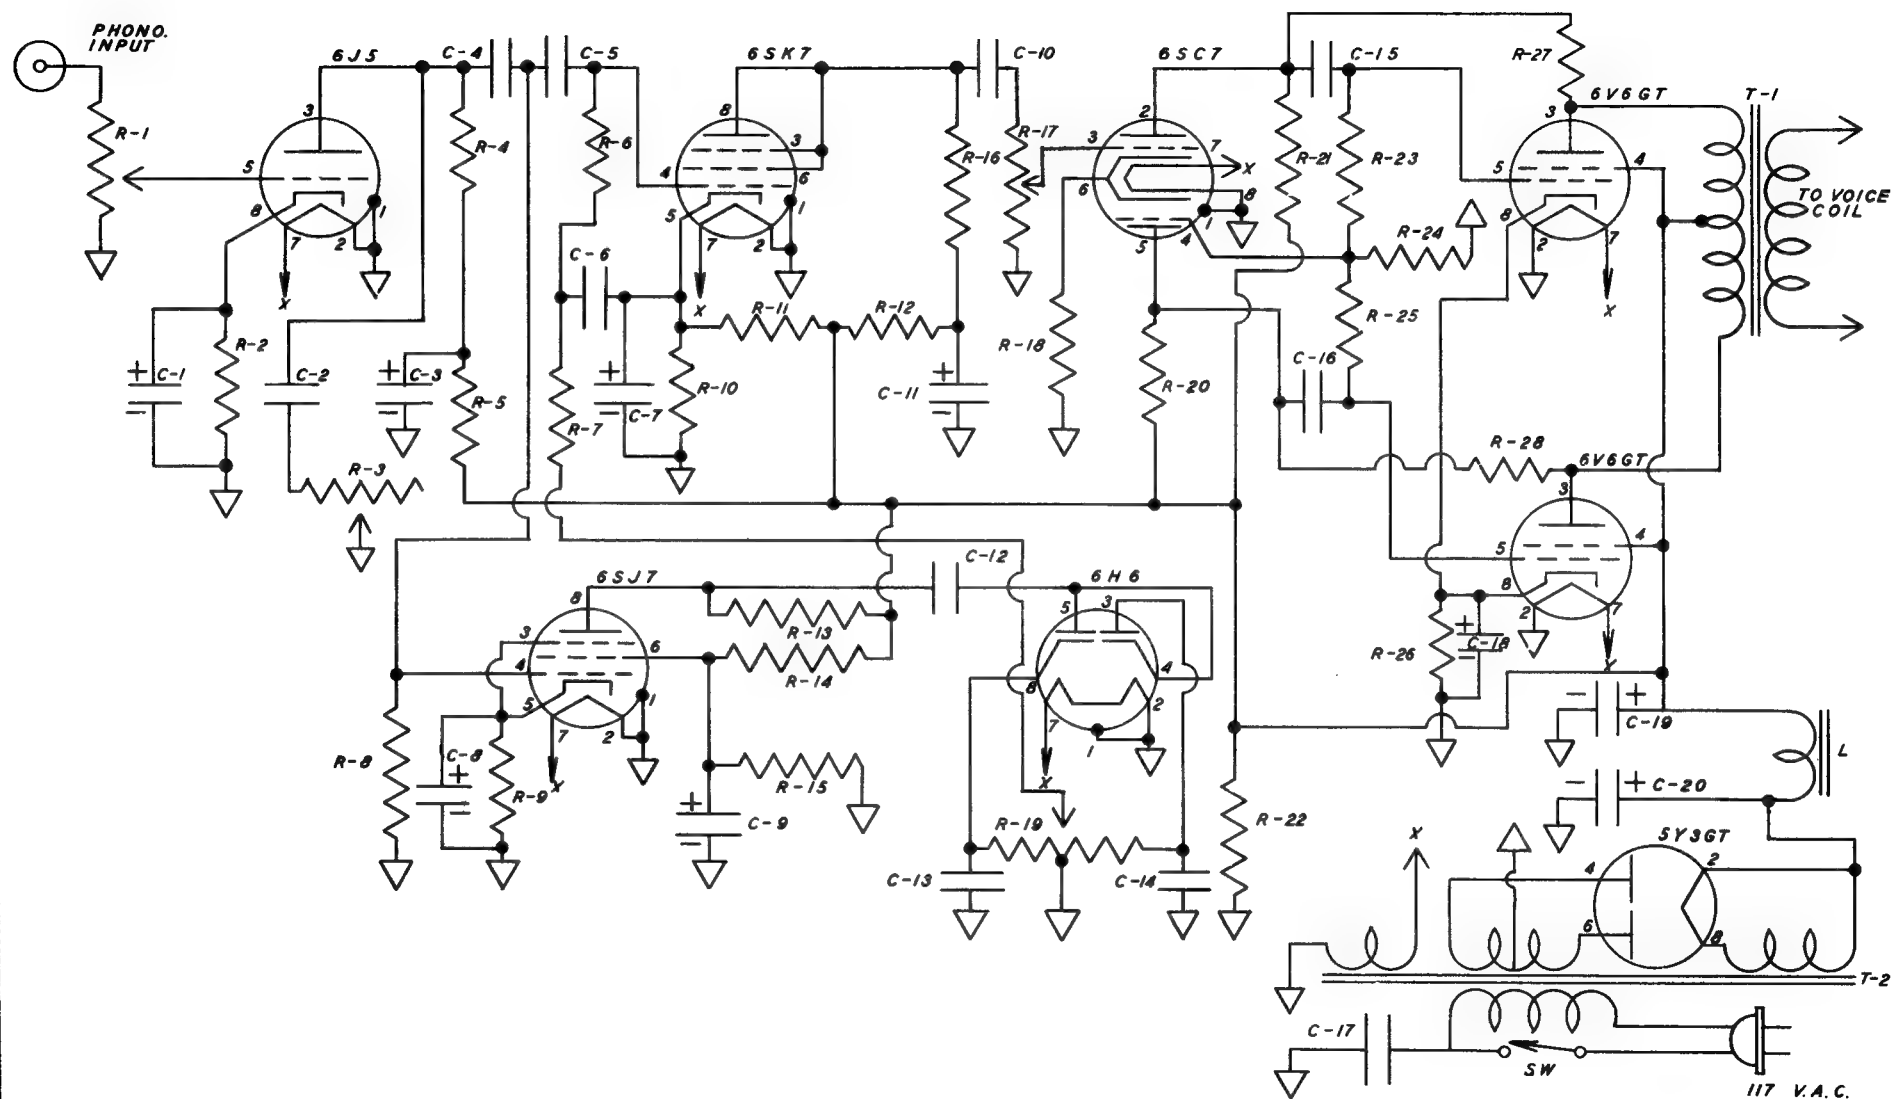 PHONO.
INPUT
6J5
C-4
C-5
6SK7
C-10
6SC7
C-15
R-27
6V6GT
T-1
3
8
2
3
R-1
R-4
R-6
3
R-17
3
7
R-16
R-21
R-23
5
4
6
6
X
5
4
8
1
5
1
8
8
TO VOICE
COIL
7
2
7
2
5
4
1
R-24
2
7
C-6
X
X
X
R-11
R-12
R-25
R-2
R-18
C-16
C-1
+
-
C-2
+
-
C-3
R-5
+
-
C-7
R-10
C-11
+
-
R-20
R-7
R-3
R-28
6V6GT
3
C-12
5
4
6SJ7
6H6
8
5
3
8
2
7
3
6
R-13
+
-
C-18
R-26
X
4
R-14
8
4
5
1
7
2
7
2
1
- +
C-19
R-8
C-8
+
-
R-9
X
R-15
X
L
- +
C-20
+
-
C-9
R-19
R-22
X
5Y3GT
4
2
C-13
C-14
6
8
T-2
C-17
SW
117 V.A.C.